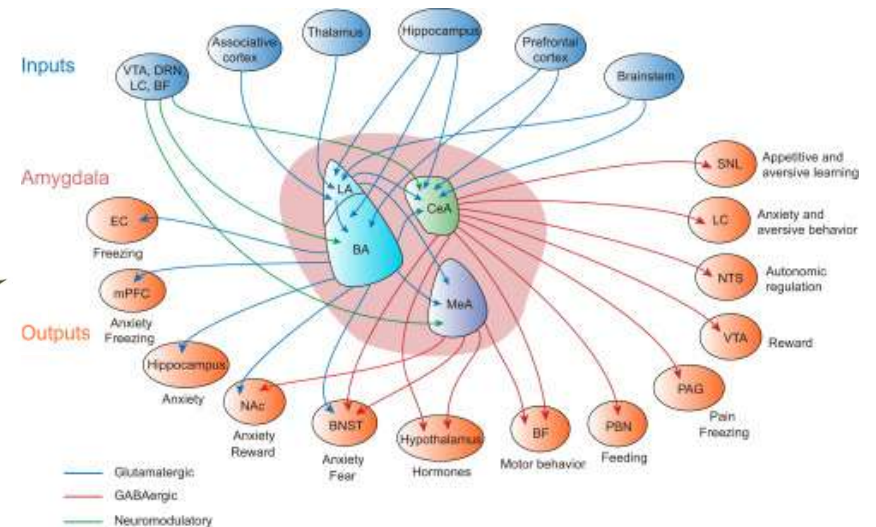 Inputs
VTA, DRN
LC, BF
Associative
cortex
Thalamus
Hippocampus
Prefrontal
cortex
Brainstem
Amygdala
LA
BA
CeA
MeA
Outputs
EC
Freezing
mPFC
Anxiety
Freezing
Hippocampus
Anxiety
NAc
Anxiety
Reward
BNST
Anxiety
Fear
Hypothalamus
Hormones
BF
Motor behavior
PBN
Feeding
PAG
Pain
Freezing
VTA
Reward
NTS
Autonomic
regulation
LC
Anxiety and
aversive behavior
SNL
Appetitive and
aversive learning
Glutamatergic
GABAergic
Neuromodulatory